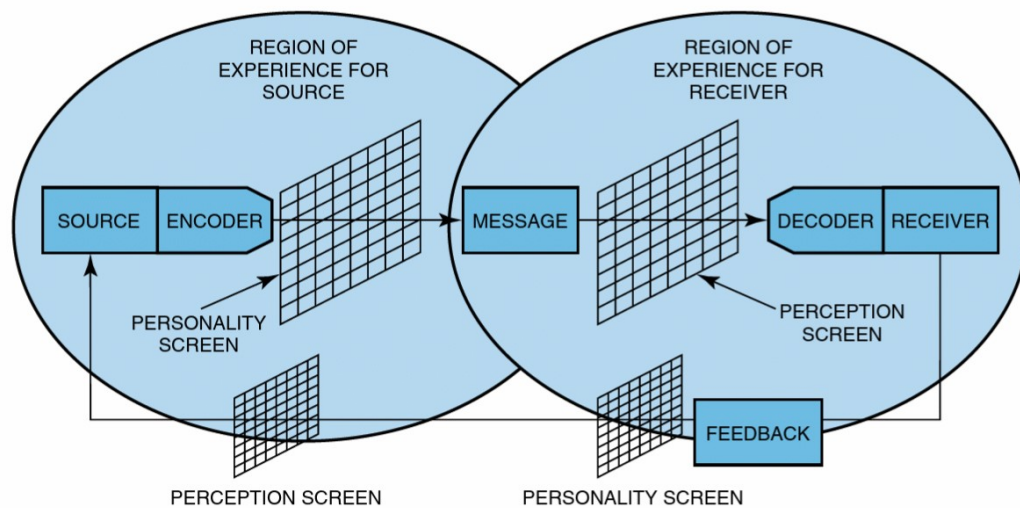 REGION OF
EXPERIENCE FOR
SOURCE
REGION OF
EXPERIENCE FOR
RECEIVER
SOURCE
ENCODER
MESSAGE
DECODER
RECEIVER
PERSONALITY
SCREEN
PERCEPTION
SCREEN
FEEDBACK
PERCEPTION SCREEN
PERSONALITY SCREEN